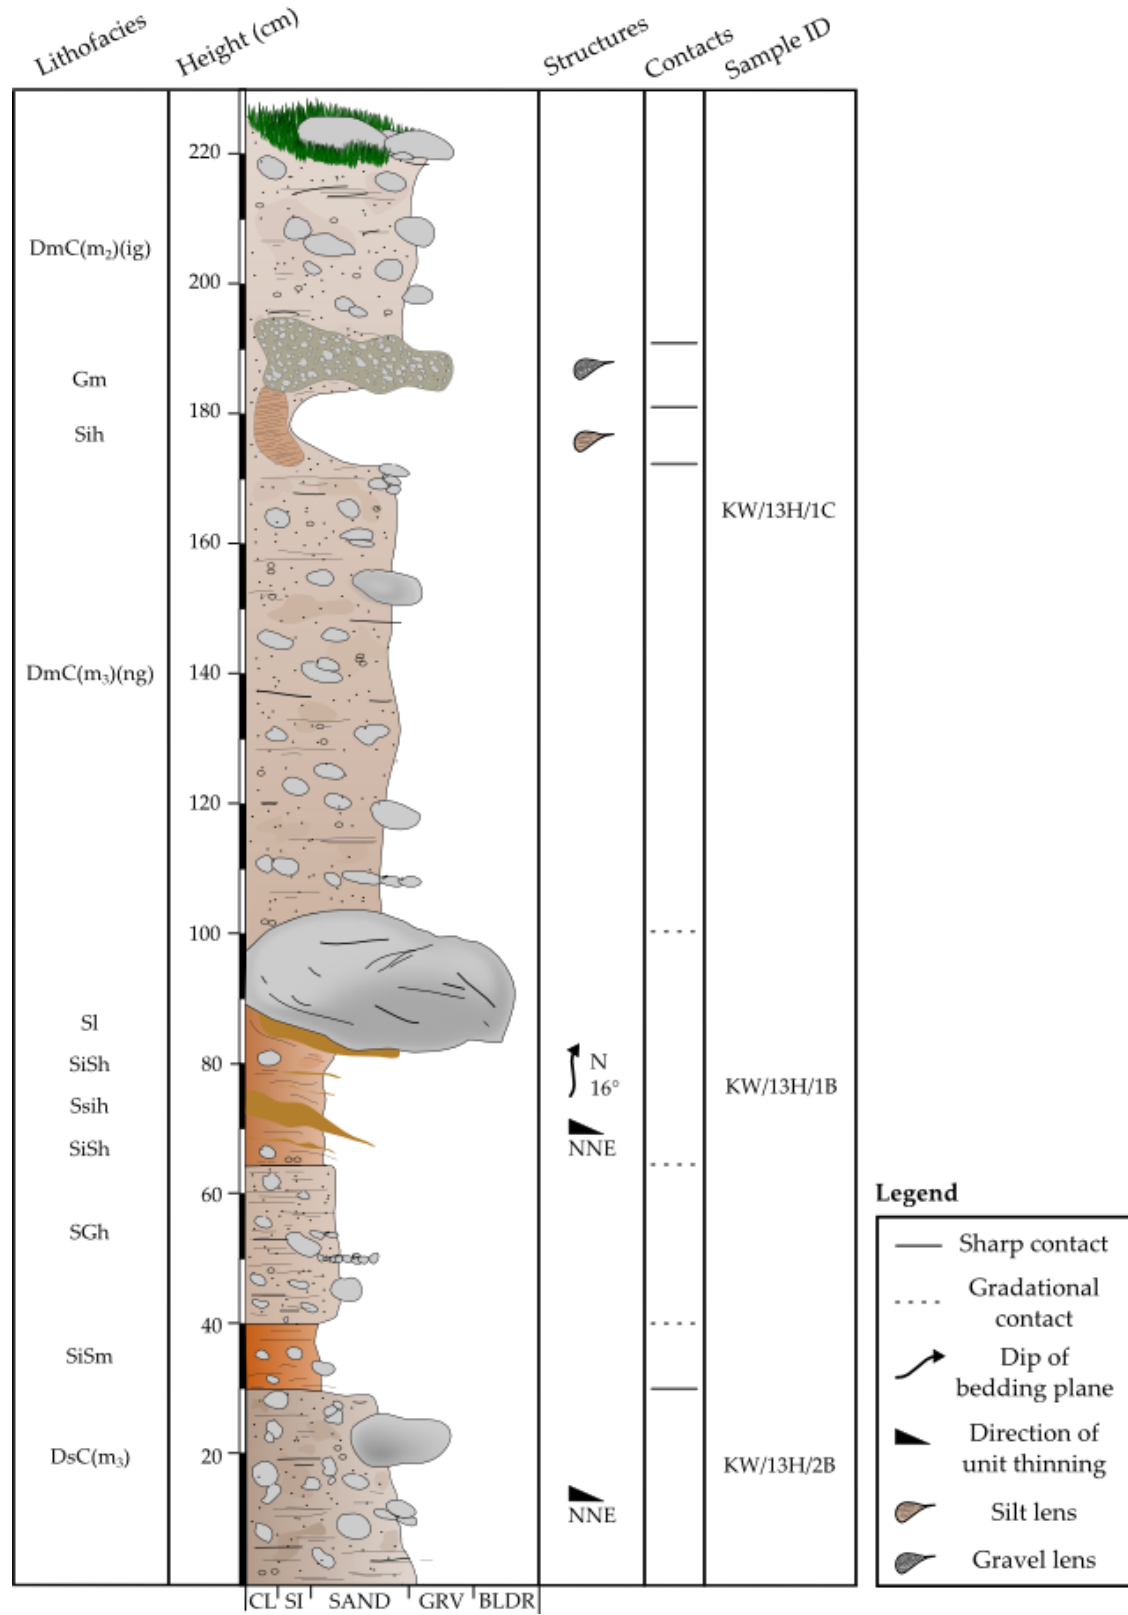 Lithofacies Height (cm) Structures Contacts Sample ID
220
DmC(m₂)(ig)
200
Gm
180
Sih
KW/13H/1C
160
DmC(m₃)(ng)
140
120
100
Sl
SiSh
80
N
16°
KW/13H/1B
Ssih
SiSh
NNE
60
SGh
40
SiSm
20
DsC(m₃)
KW/13H/2B
NNE
CL SI SAND GRV BLDR
Legend
Sharp contact
Gradational
contact
Dip of
bedding plane
Direction of
unit thinning
Silt lens
Gravel lens